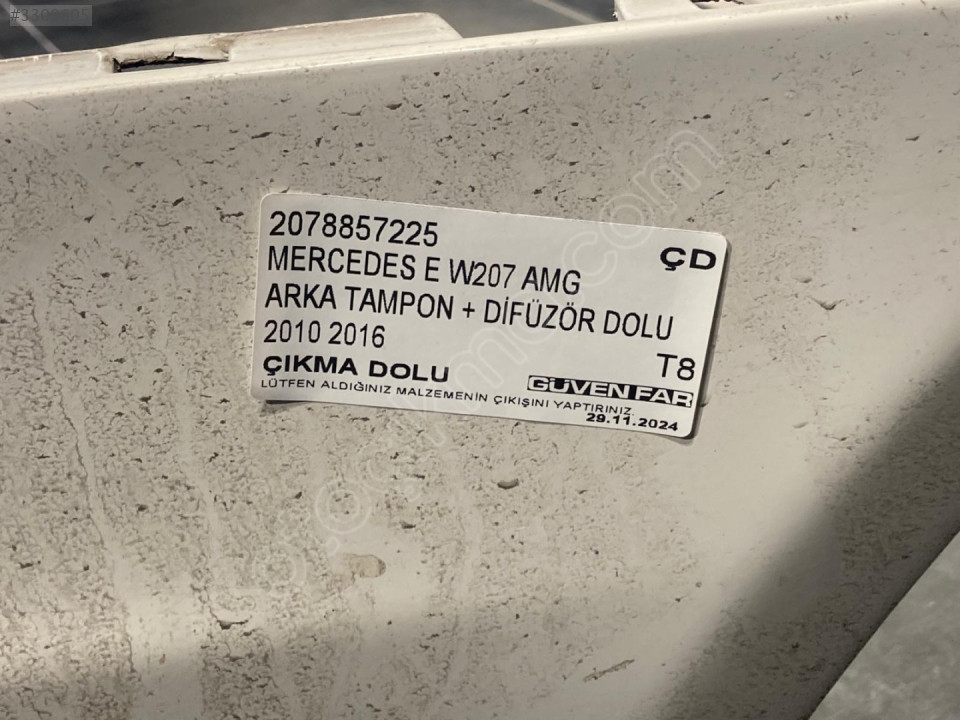 2078857225
ÇD
MERCEDES E W207 AMG
ARKA TAMPON + DİFÜZÖR DOLU
2010 2016
T8
ÇIKMA DOLU
GÜVEN FAR
LÜTFEN ALDIĞINIZ MALZEMENİN ÇIKIŞINI YAPTIRINIZ.
29.11.2024